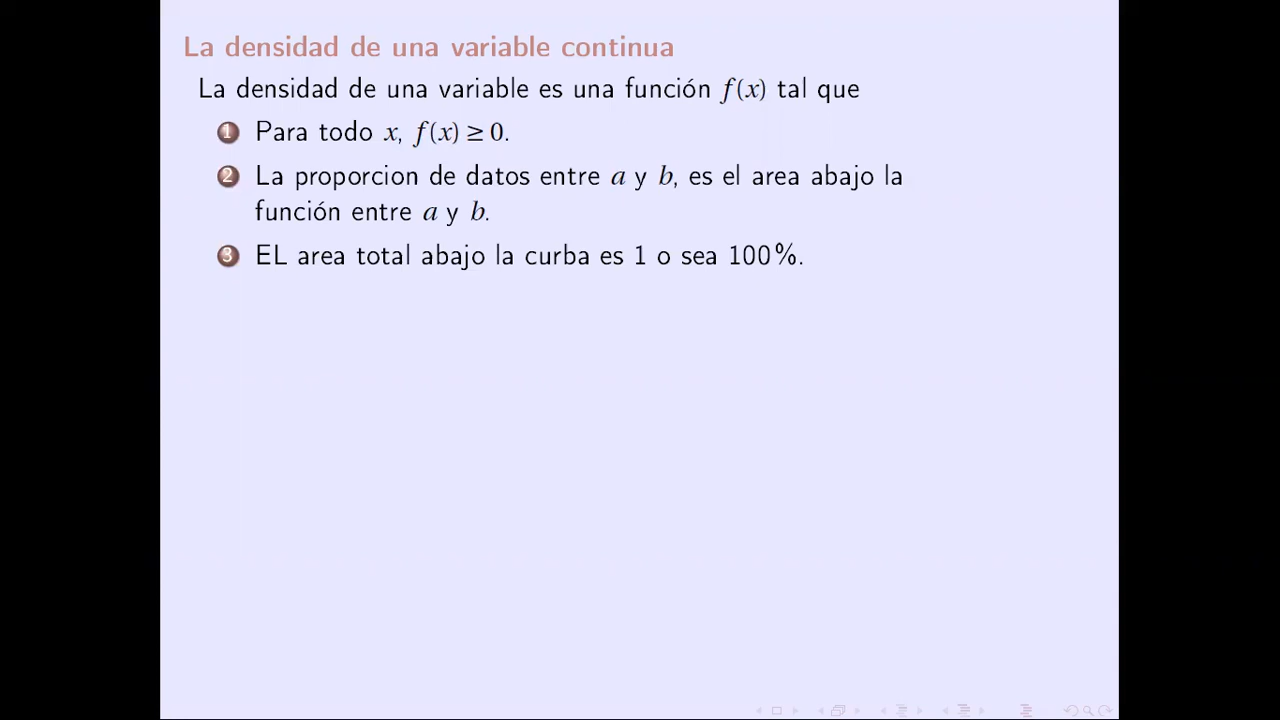 La densidad de una variable continua
La densidad de una variable es una función f(x) tal que
1 Para todo x, f(x) ≥ 0.
2 La proporcion de datos entre a y b, es el area abajo la
función entre a y b.
3 EL area total abajo la curba es 1 o sea 100%.